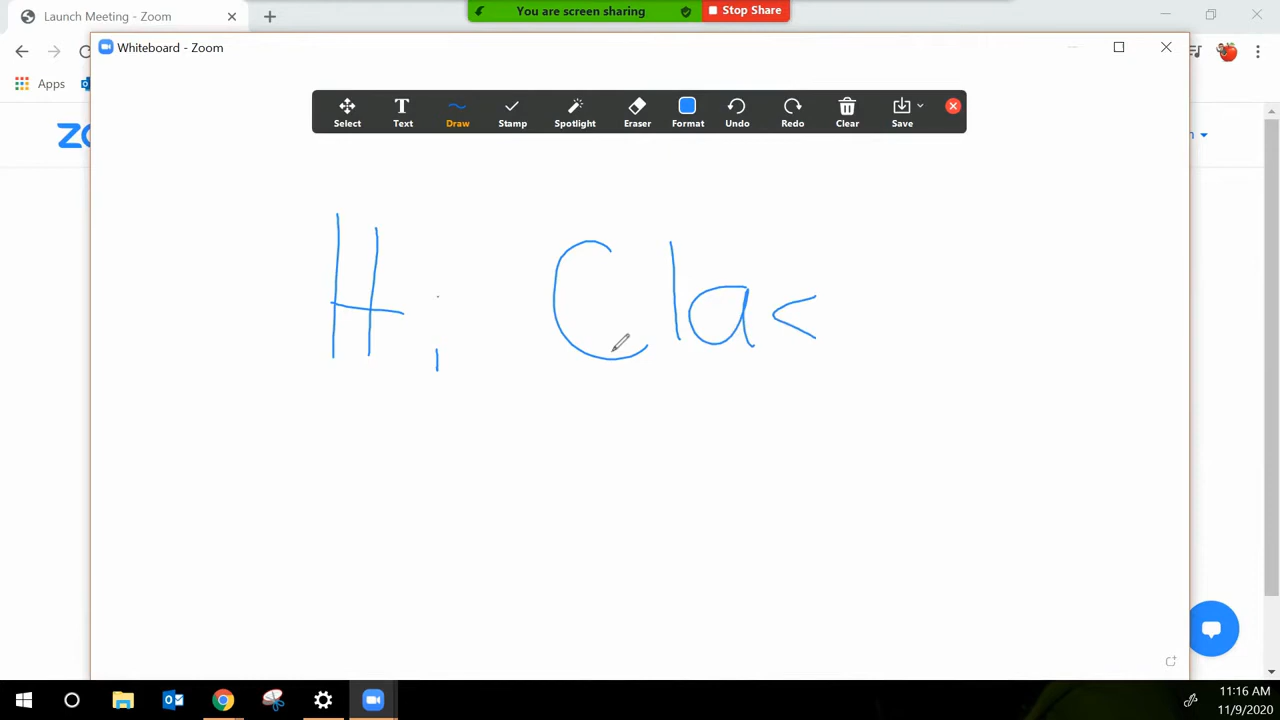 Launch Meeting - Zoom
You are screen sharing
Stop Share
Whiteboard - Zoom
Apps
Select
Text
Draw
Stamp
Spotlight
Eraser
Format
Undo
Redo
Clear
Save
Hi Cla
11:16 AM
11/9/2020